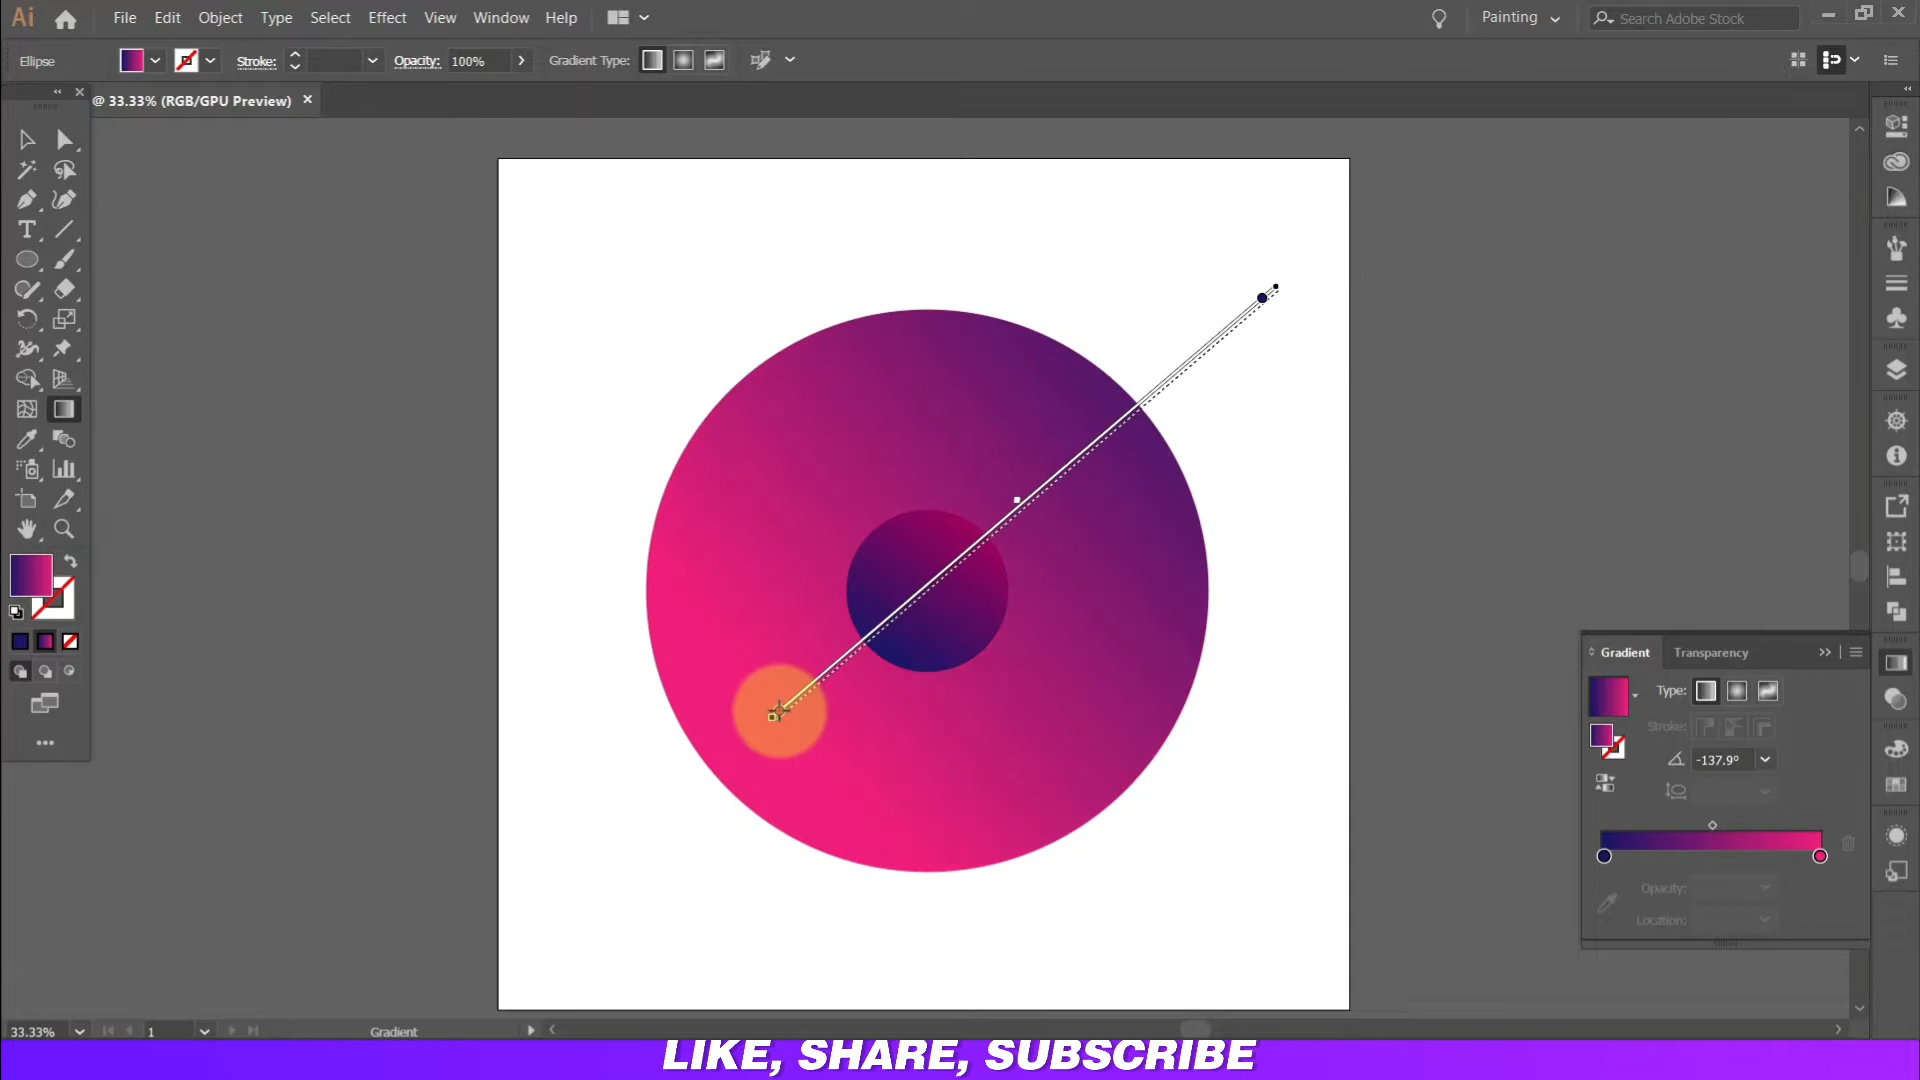 Ai File Edit Object Type Select Effect View Window Help Painting Search Adobe Stock
Ellipse Stroke: Opacity: 100% Gradient Type:
@ 33.33% (RGB/GPU Preview) ×
T
Gradient Transparency
Type:
Stroke:
-137.9°
Opacity:
Location:
33.33% 1 Gradient
LIKE, SHARE, SUBSCRIBE